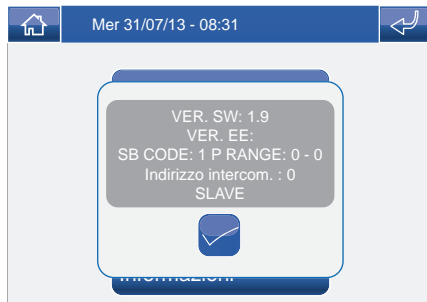 Mer 31/07/13 - 08:31
VER. SW: 1.9
VER. EE:
SB CODE: 1 P RANGE: 0 - 0
Indirizzo intercom. : 0
SLAVE
Informazioni